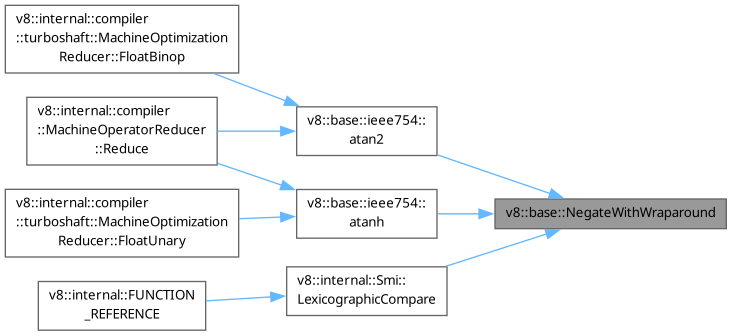 v8::internal::compiler
::turboshaft::MachineOptimization
Reducer::FloatBinop
v8::internal::compiler
::MachineOperatorReducer
::Reduce
v8::internal::compiler
::turboshaft::MachineOptimization
Reducer::FloatUnary
v8::internal::FUNCTION
_REFERENCE
v8::base::ieee754::
atan2
v8::base::ieee754::
atanh
v8::internal::Smi::
LexicographicCompare
v8::base::NegateWithWraparound